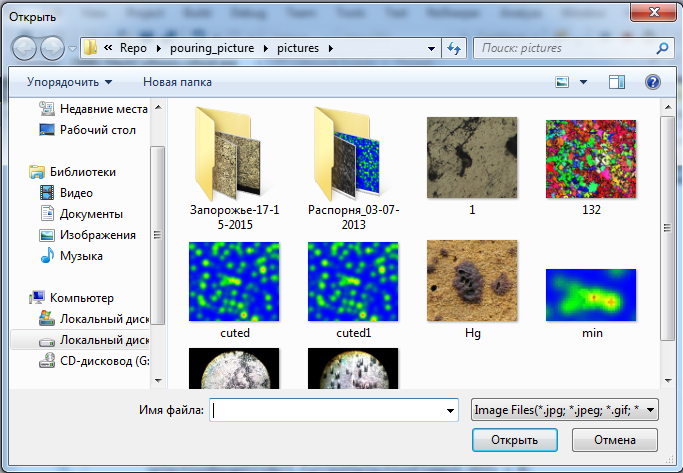 Открыть
« Repo ▸ pouring_picture ▸ pictures ▸
Поиск: pictures
Упорядочить
Новая папка
Недавние места
Рабочий стол
Библиотеки
Видео
Документы
Изображения
Музыка
Компьютер
Локальный диск
Локальный диск
CD-дисковод (G:
Запорожье-17-1
5-2015
Распорня_03-07-
2013
1
132
cuted
cuted1
Hg
min
Имя файла:
Image Files(*.jpg; *.jpeg; *.gif; *
Открыть
Отмена